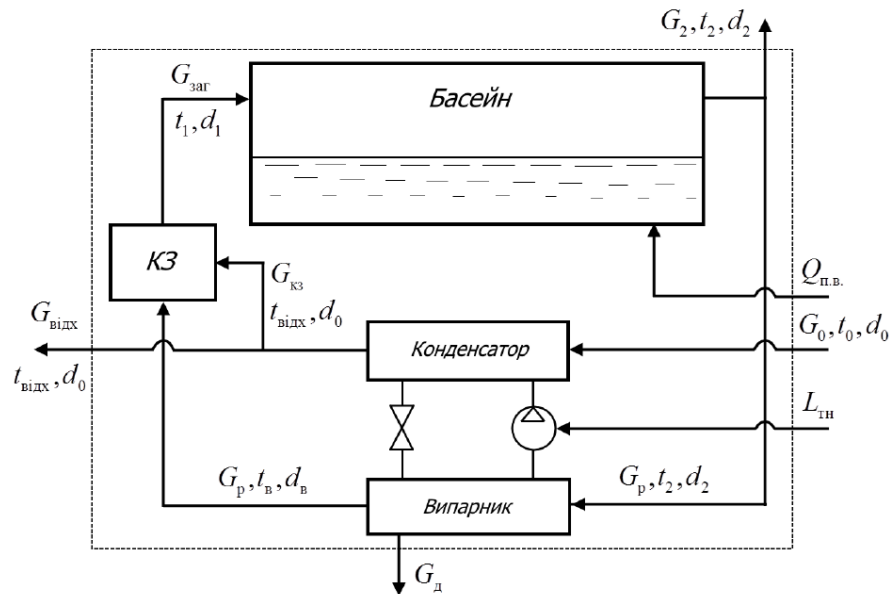 G₂, t₂, d₂
Gзаг
t₁, d₁
Басейн
КЗ
Gкз
tвідх, d₀
Qп.в.
Gвідх
tвідх, d₀
Конденсатор
G₀, t₀, d₀
Lтн
Gр, tв, dв
Gр, t₂, d₂
Випарник
Gд